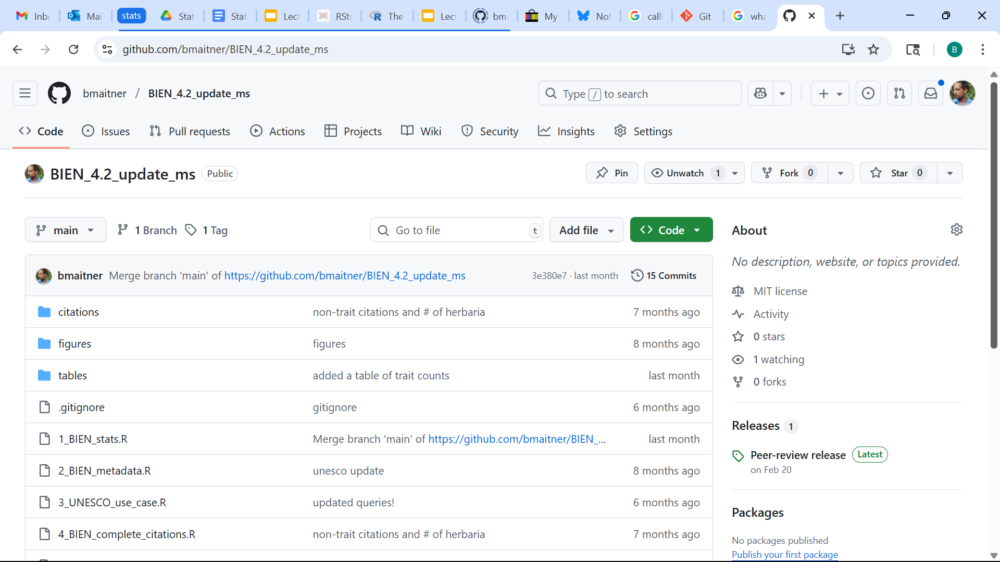 Inb Mai stats Stat Stat Lect RStu The Lect bma My Not calli Git wha
github.com/bmaitner/BIEN_4.2_update_ms B
bmaitner / BIEN_4.2_update_ms Type / to search
Code Issues Pull requests Actions Projects Wiki Security Insights Settings
BIEN_4.2_update_ms Public Pin Unwatch 1 Fork 0 Star 0
main 1 Branch 1 Tag Go to file t Add file Code
bmaitner Merge branch 'main' of https://github.com/bmaitner/BIEN_4.2_update_ms 3e380e7 · last month 15 Commits
citations non-trait citations and # of herbaria 7 months ago
figures figures 8 months ago
tables added a table of trait counts last month
.gitignore gitignore 6 months ago
1_BIEN_stats.R Merge branch 'main' of https://github.com/bmaitner/BIEN_... last month
2_BIEN_metadata.R unesco update 8 months ago
3_UNESCO_use_case.R updated queries! 6 months ago
4_BIEN_complete_citations.R non-trait citations and # of herbaria 7 months ago
About
No description, website, or topics provided.
MIT license
Activity
0 stars
1 watching
0 forks
Releases 1
Peer-review release Latest
on Feb 20
Packages
No packages published
Publish your first package